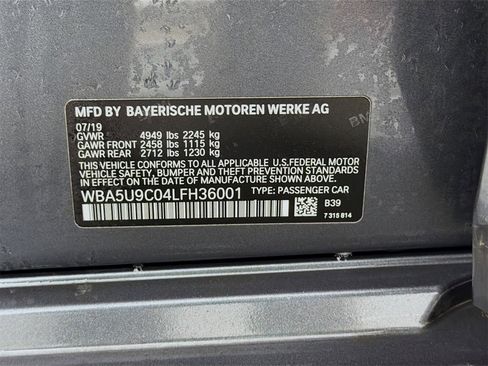 MFD BY BAYERISCHE MOTOREN WERKE AG
07/19
GVWR 4949 lbs 2245 kg
GAWR FRONT 2458 lbs 1115 kg
GAWR REAR 2712 lbs 1230 kg
THIS VEHICLE CONFORMS TO ALL APPLICABLE U.S.FEDERAL MOTOR
VEHICLE SAFETY, BUMPER AND THEFT PREVENTION STANDARDS
IN EFFECT ON THE DATE OF MANUFACTURE SHOWN ABOVE.
WBA5U9C04LFH36001 TYPE: PASSENGER CAR
B39
7 315 814